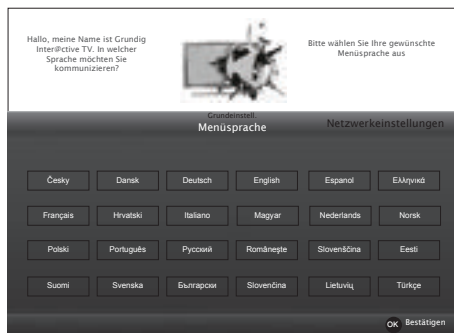 Hallo, meine Name ist Grundig
Inter@ctive TV. In welcher
Sprache möchten Sie
kommunizieren?
Bitte wählen Sie Ihre gewünschte
Menüsprache aus
Grundeinstell.
Menüsprache
Netzwerkeinstellungen
Česky Dansk Deutsch English Espanol Ελληνικά
Français Hrvatski Italiano Magyar Nederlands Norsk
Polski Português Русский Româneşte Slovenščina Eesti
Suomi Svenska Български Slovenčina Lietuvių Türkçe
OK Bestätigen